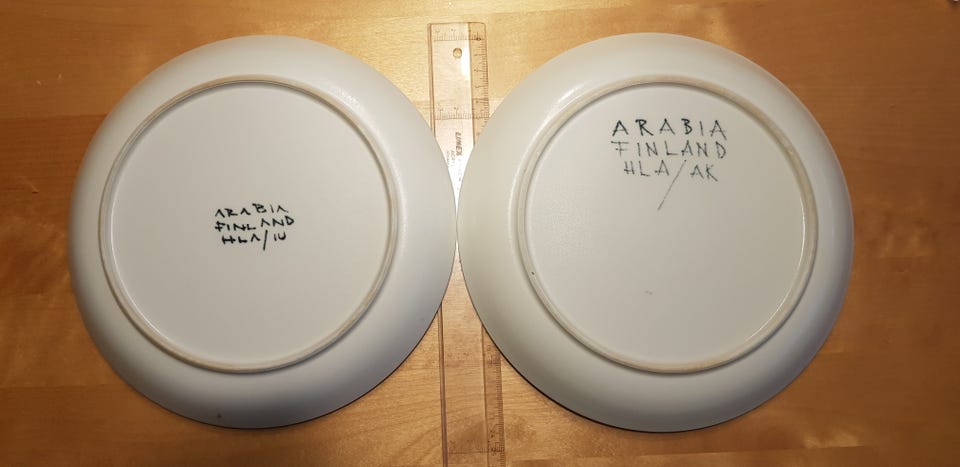 ARABIA
FINLAND
HLA/IU
ARABIA
FINLAND
HLA/AK